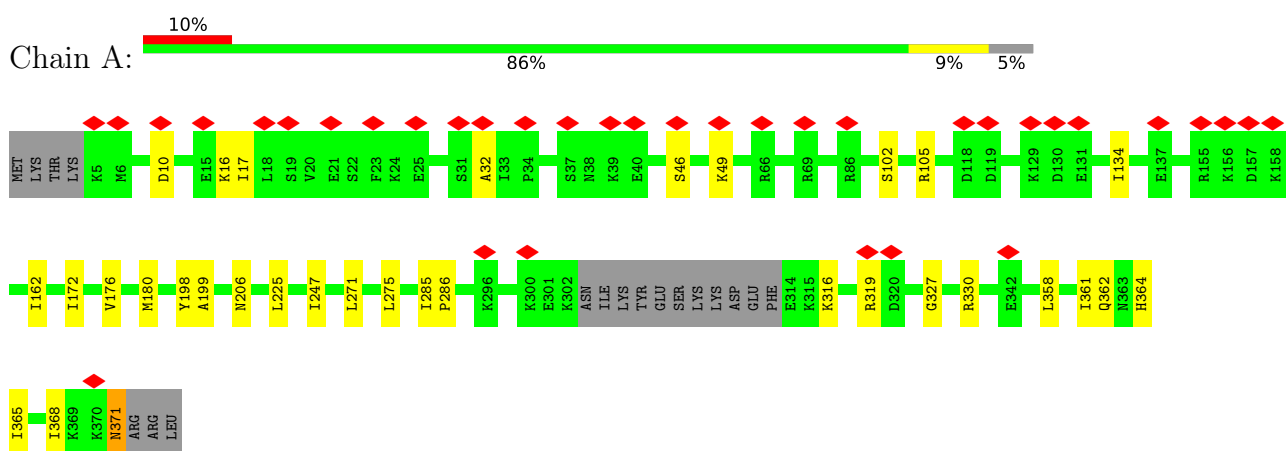 10%
Chain A:
86% 9% 5%
MET LYS THR LYS K5 M6 D10 E15 K16 I17 L18 S19 V20 E21 S22 F23 K24 E25 S31 A32 I33 P34 S37 N38 K39 E40 S46 K49 R66 R69 R86 S102 R105 D118 D119 K129 D130 E131 I134 E137 R155 K156 D157 K158
I162 I172 V176 M180 Y198 A199 N206 L225 I247 L271 L275 I285 P286 K296 K300 E301 K302 ASN ILE LYS TYR GLU SER LYS LYS ASP GLU PHE E314 K315 K316 R319 D320 G327 R330 E342 L358 I361 Q362 N363 H364
I365 I368 K369 K370 N371 ARG ARG LEU